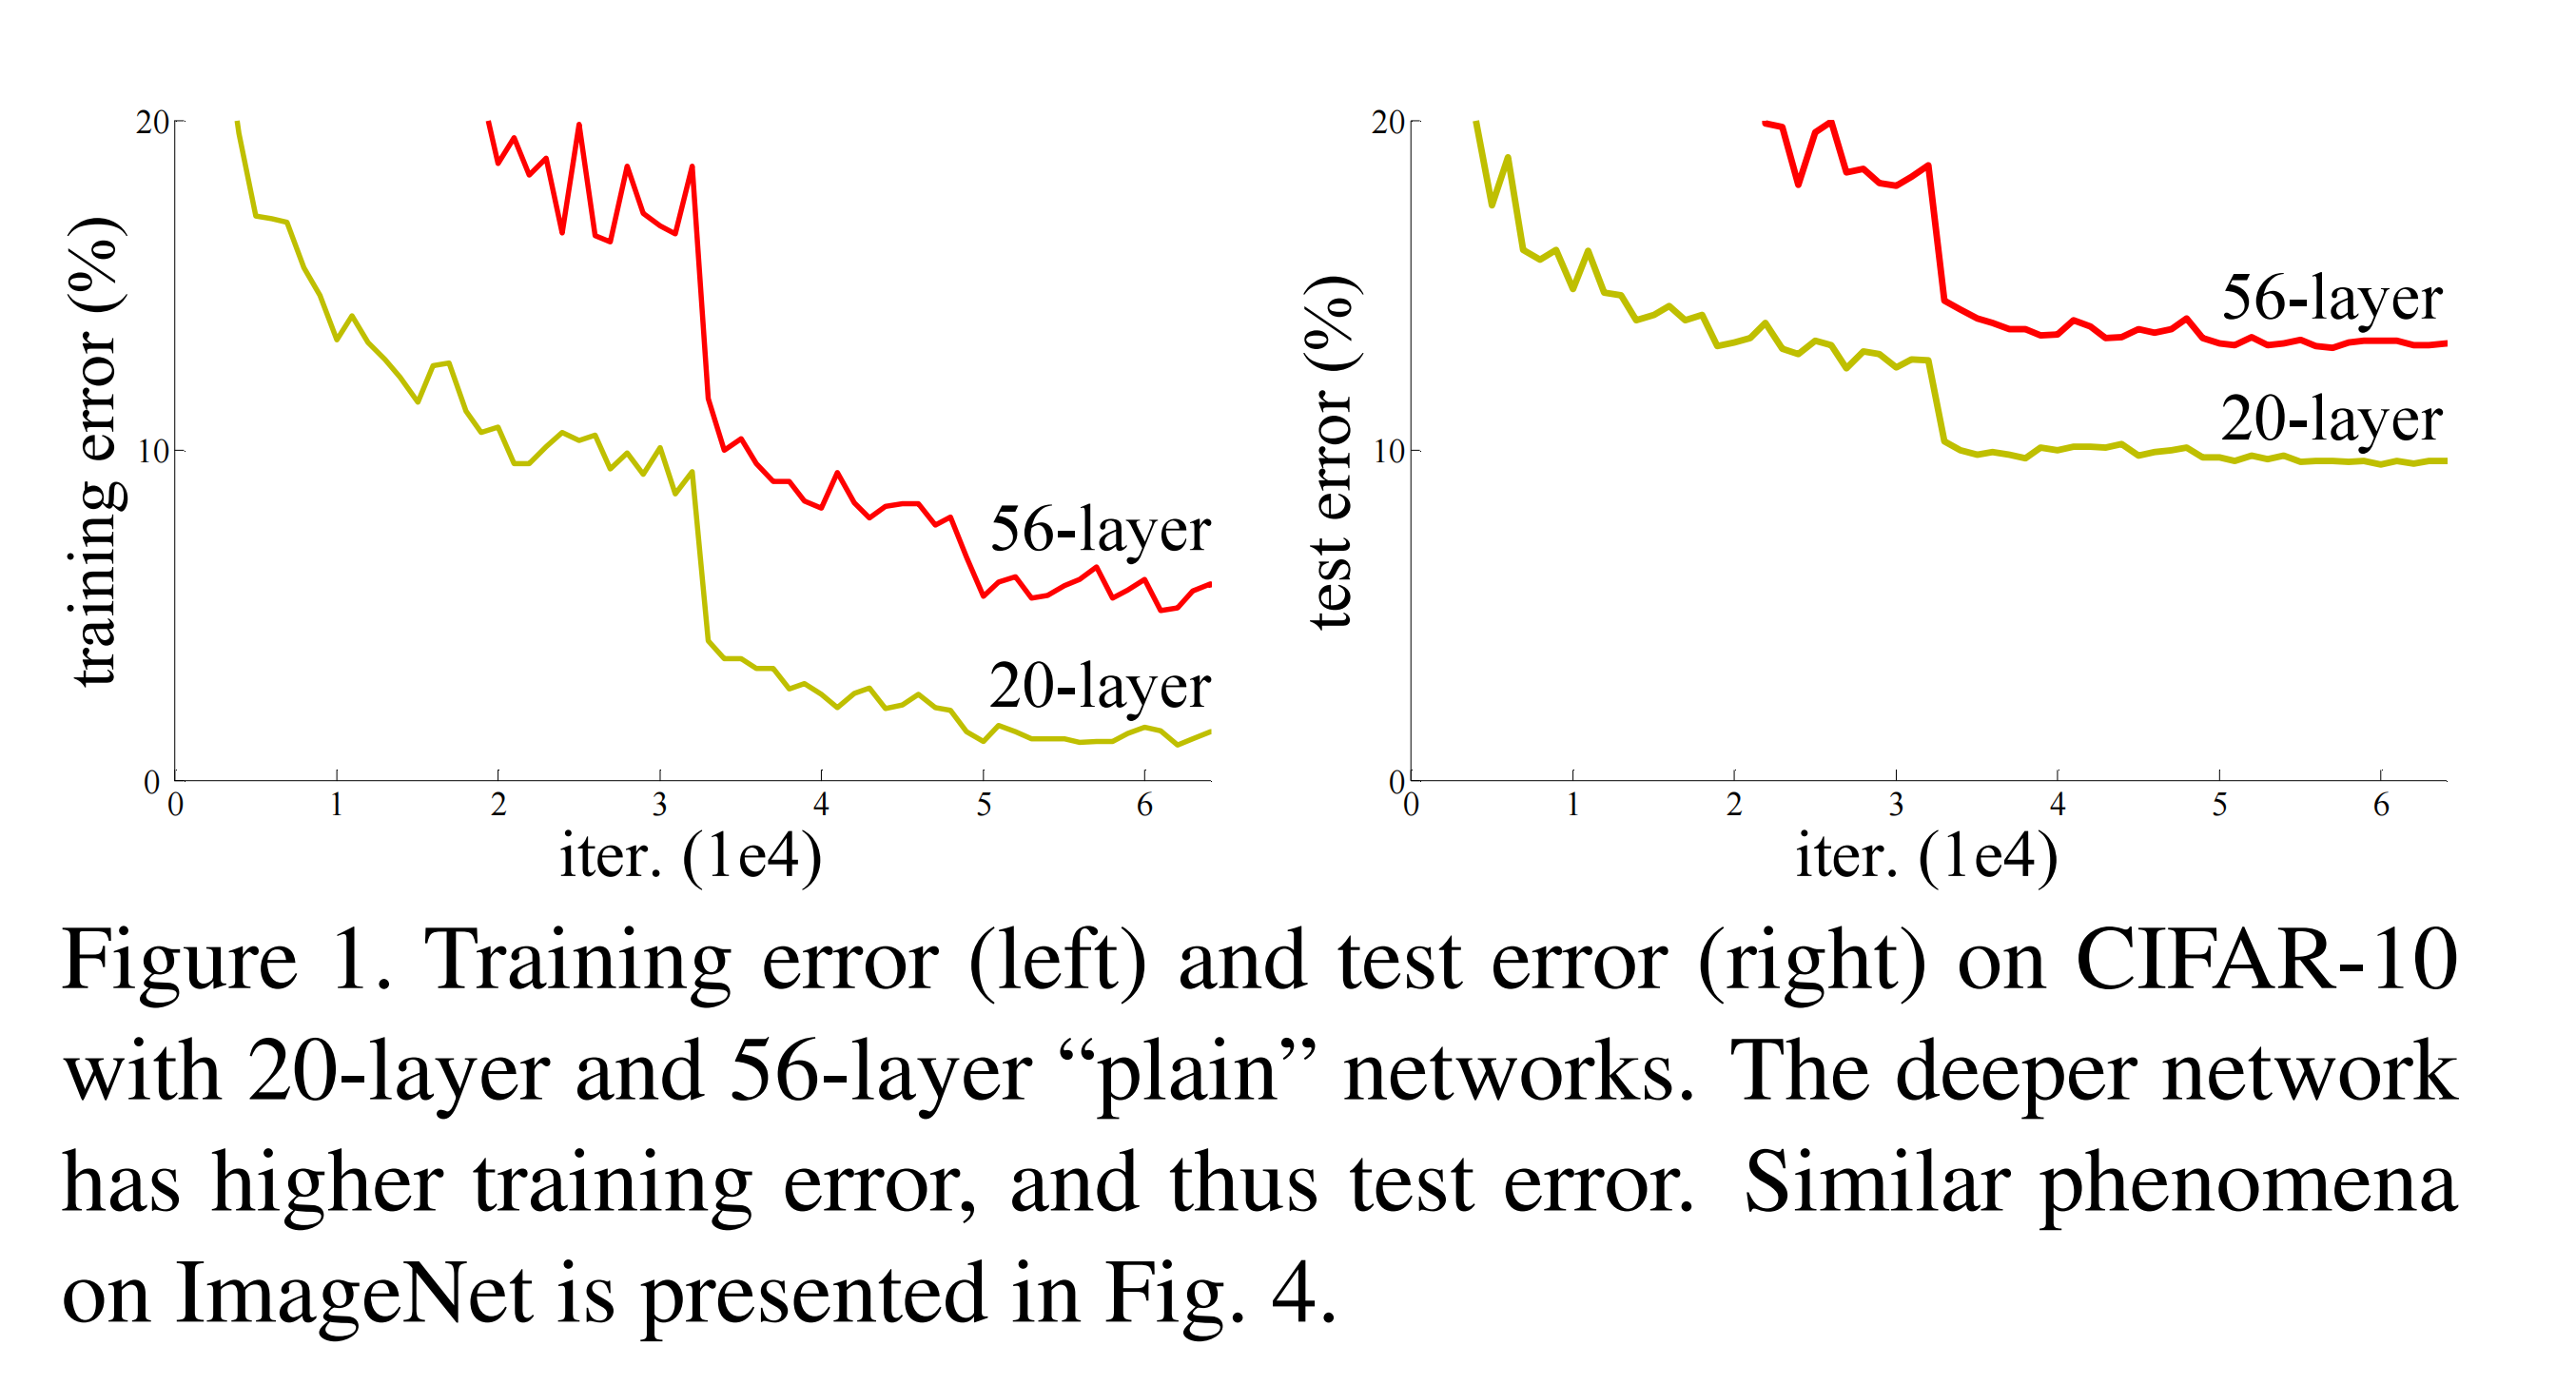 20
10
0
training error (%)
56-layer
20-layer
0 1 2 3 4 5 6
iter. (1e4)
20
10
0
test error (%)
56-layer
20-layer
0 1 2 3 4 5 6
iter. (1e4)
Figure 1. Training error (left) and test error (right) on CIFAR-10
with 20-layer and 56-layer “plain” networks. The deeper network
has higher training error, and thus test error. Similar phenomena
on ImageNet is presented in Fig. 4.